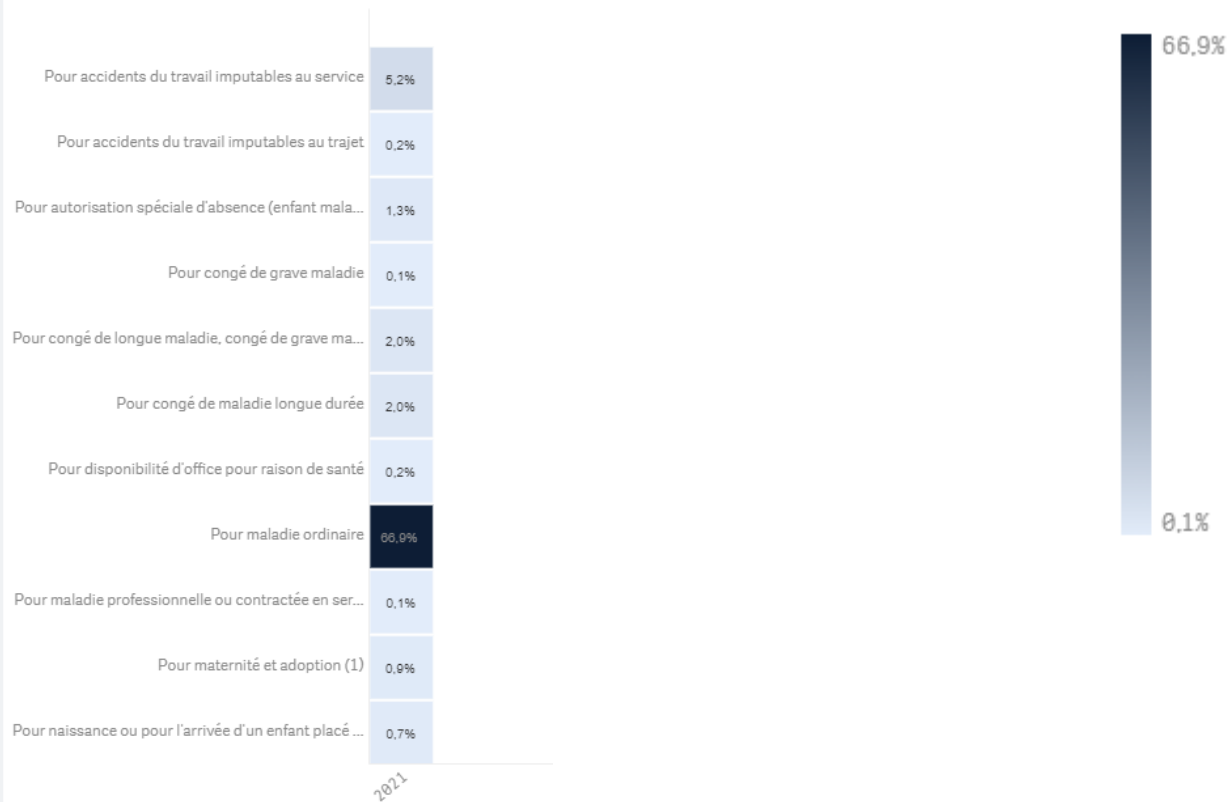 Pour accidents du travail imputables au service 5,2%
Pour accidents du travail imputables au trajet 0,2%
Pour autorisation spéciale d'absence (enfant mala... 1,3%
Pour congé de grave maladie 0,1%
Pour congé de longue maladie, congé de grave ma... 2,0%
Pour congé de maladie longue durée 2,0%
Pour disponibilité d'office pour raison de santé 0,2%
Pour maladie ordinaire 66,9%
Pour maladie professionnelle ou contractée en ser... 0,1%
Pour maternité et adoption (1) 0,9%
Pour naissance ou pour l'arrivée d'un enfant placé ... 0,7%
2021
66,9%
0,1%